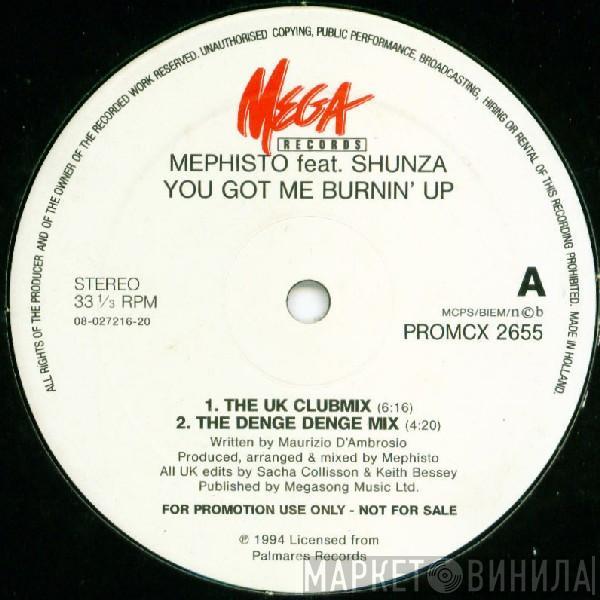 ALL RIGHTS OF THE PRODUCER AND OF THE OWNER OF THE RECORDED WORK RESERVED. UNAUTHORISED COPYING, PUBLIC PERFORMANCE, BROADCASTING, HIRING OR RENTAL OF THIS RECORDING PROHIBITED. MADE IN HOLLAND.
MEGA
RECORDS
MEPHISTO feat. SHUNZA
YOU GOT ME BURNIN' UP
STEREO
33 1/3 RPM
08-027216-20
A
MCPS/BIEM/n©b
PROMCX 2655
1. THE UK CLUBMIX (6:16)
2. THE DENGE DENGE MIX (4:20)
Written by Maurizio D'Ambrosio
Produced, arranged & mixed by Mephisto
All UK edits by Sacha Collisson & Keith Bessey
Published by Megasong Music Ltd.
FOR PROMOTION USE ONLY - NOT FOR SALE
℗ 1994 Licensed from
Palmares Records
МАРКЕТ ВИНИЛА